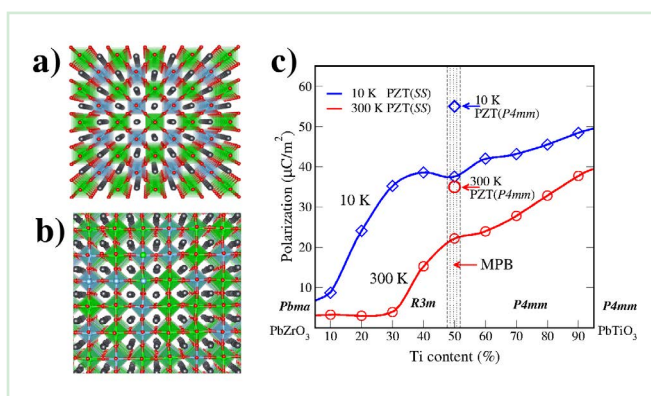 a)
b)
c)
Polarization (μC/m²)
60
50
40
30
20
10
10 K PZT(SS)
300 K PZT(SS)
10 K
PZT(P4mm)
300 K
PZT(P4mm)
10 K
300 K
MPB
Pbma
R3m
P4mm
P4mm
PbZrO₃
10 20 30 40 50 60 70 80 90
PbTiO₃
Ti content (%)